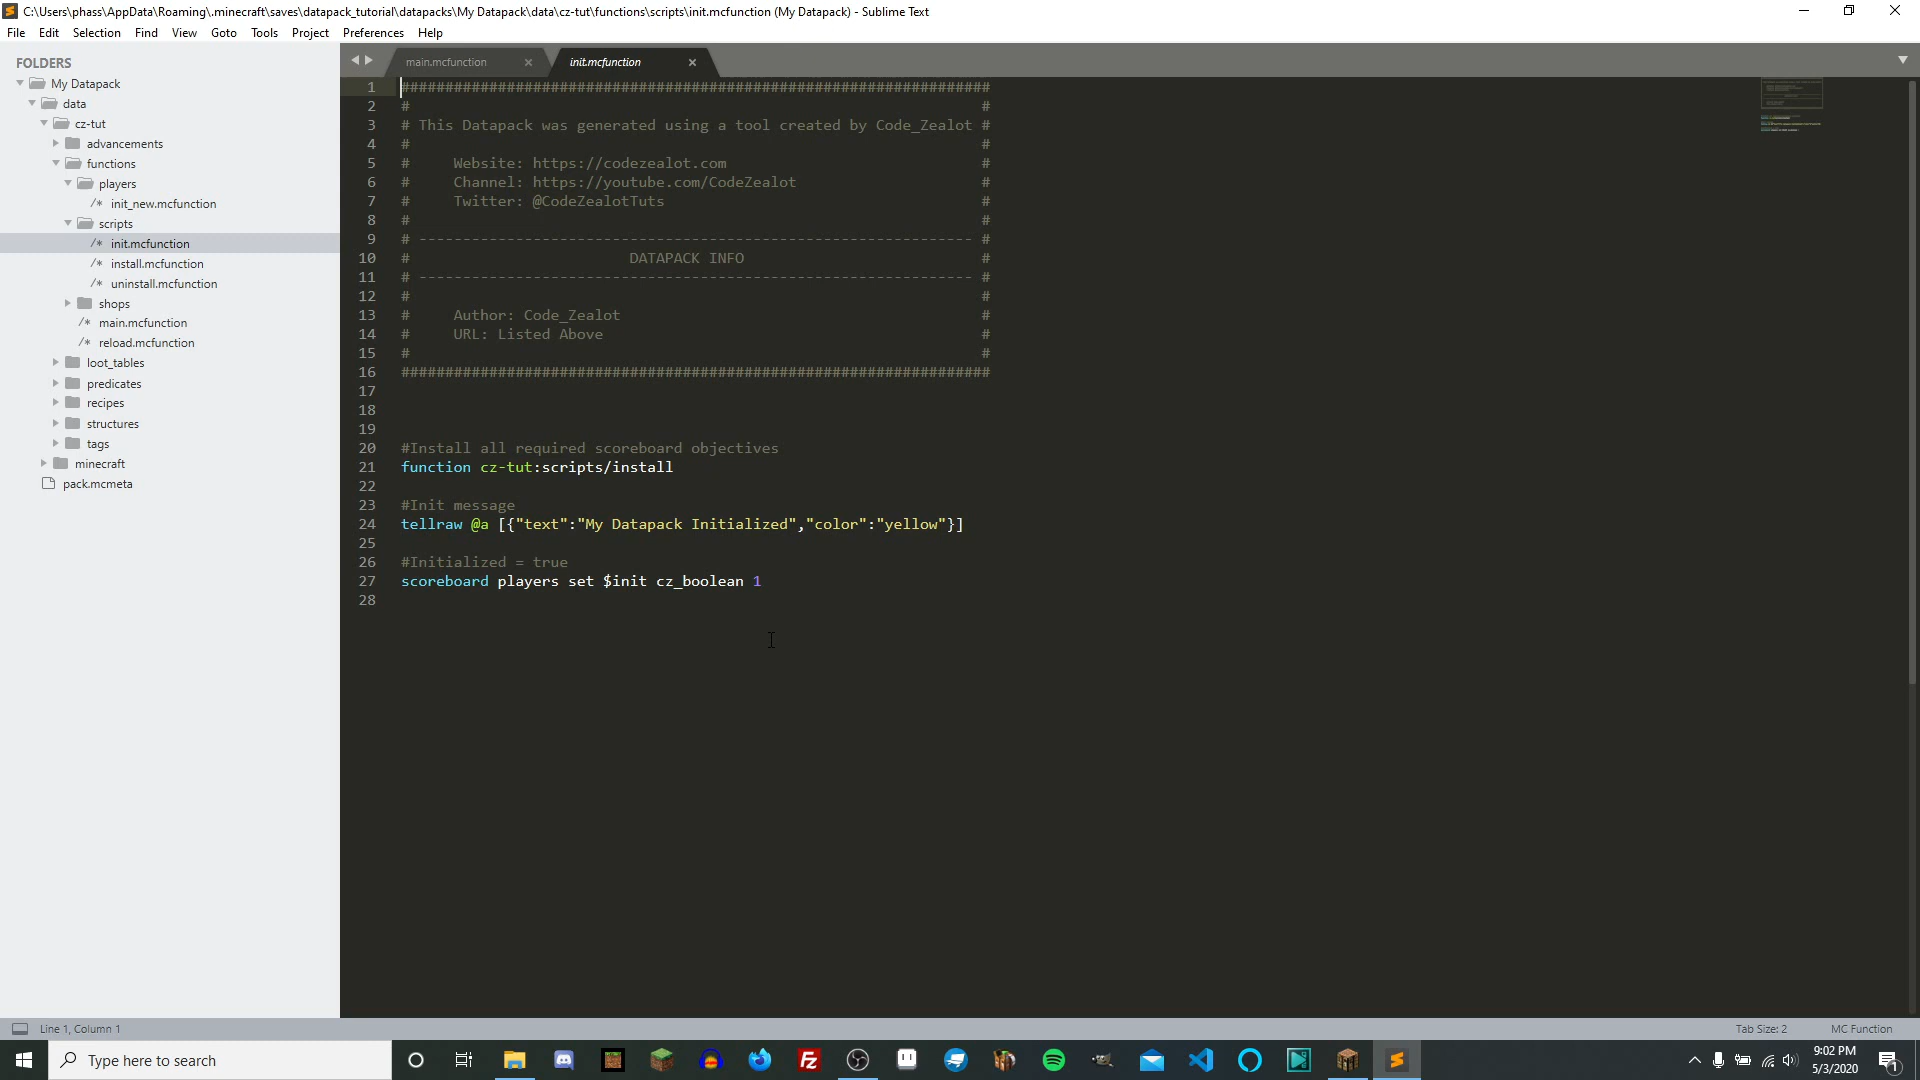 C:\Users\phass\AppData\Roaming\.minecraft\saves\datapack_tutorial\datapacks\My Datapack\data\cz-tut\functions\scripts\init.mcfunction (My Datapack) - Sublime Text
File Edit Selection Find View Goto Tools Project Preferences Help
FOLDERS
My Datapack
data
cz-tut
advancements
functions
players
/* init_new.mcfunction
scripts
/* init.mcfunction
/* install.mcfunction
/* uninstall.mcfunction
shops
/* main.mcfunction
/* reload.mcfunction
loot_tables
predicates
recipes
structures
tags
minecraft
pack.mcmeta
main.mcfunction × init.mcfunction ×
1 ###################################################################
2 # #
3 # This Datapack was generated using a tool created by Code_Zealot #
4 # #
5 # Website: https://codezealot.com #
6 # Channel: https://youtube.com/CodeZealot #
7 # Twitter: @CodeZealotTuts #
8 # #
9 # --------------------------------------------------------------- #
10 # DATAPACK INFO #
11 # --------------------------------------------------------------- #
12 # #
13 # Author: Code_Zealot #
14 # URL: Listed Above #
15 # #
16 ###################################################################
17
18
19
20 #Install all required scoreboard objectives
21 function cz-tut:scripts/install
22
23 #Init message
24 tellraw @a [{"text":"My Datapack Initialized","color":"yellow"}]
25
26 #Initialized = true
27 scoreboard players set $init cz_boolean 1
28
Line 1, Column 1 Tab Size: 2 MC Function
Type here to search
9:02 PM
5/3/2020
1